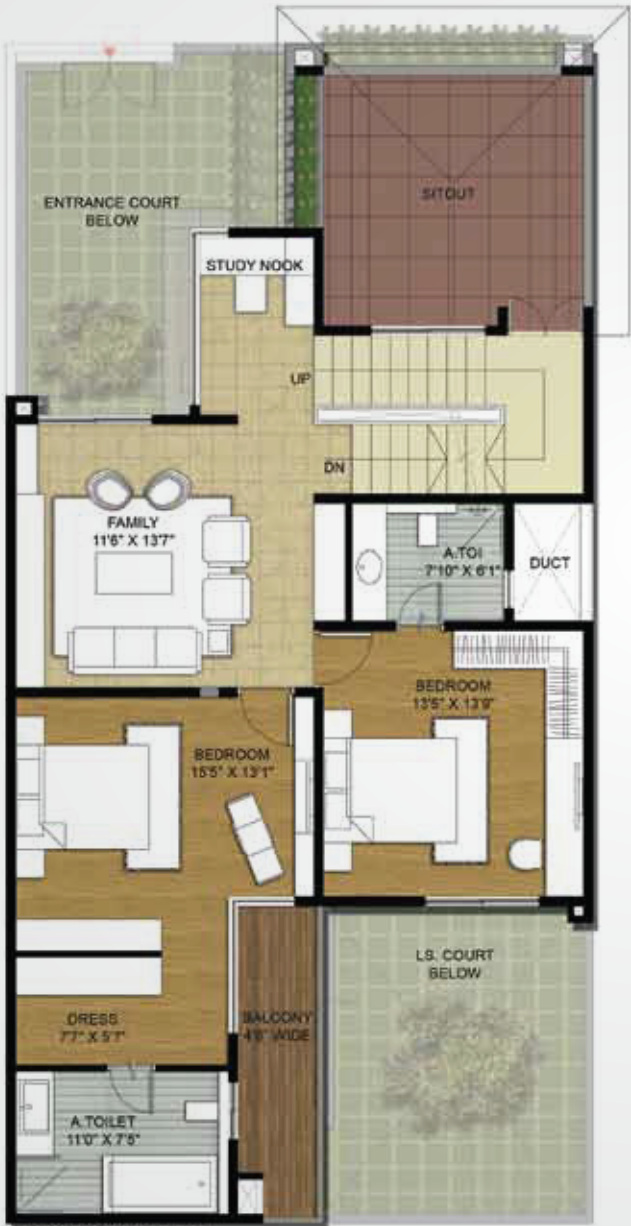 ENTRANCE COURT
BELOW
SITOUT
STUDY NOOK
UP
DN
FAMILY
11'6" X 13'7"
A.TOI
7'10" X 6'1"
DUCT
BEDROOM
13'5" X 13'9"
BEDROOM
15'5" X 13'1"
LS. COURT
BELOW
DRESS
7'7" X 5'7"
BALCONY
4'6" WIDE
A.TOILET
11'0" X 7'5"